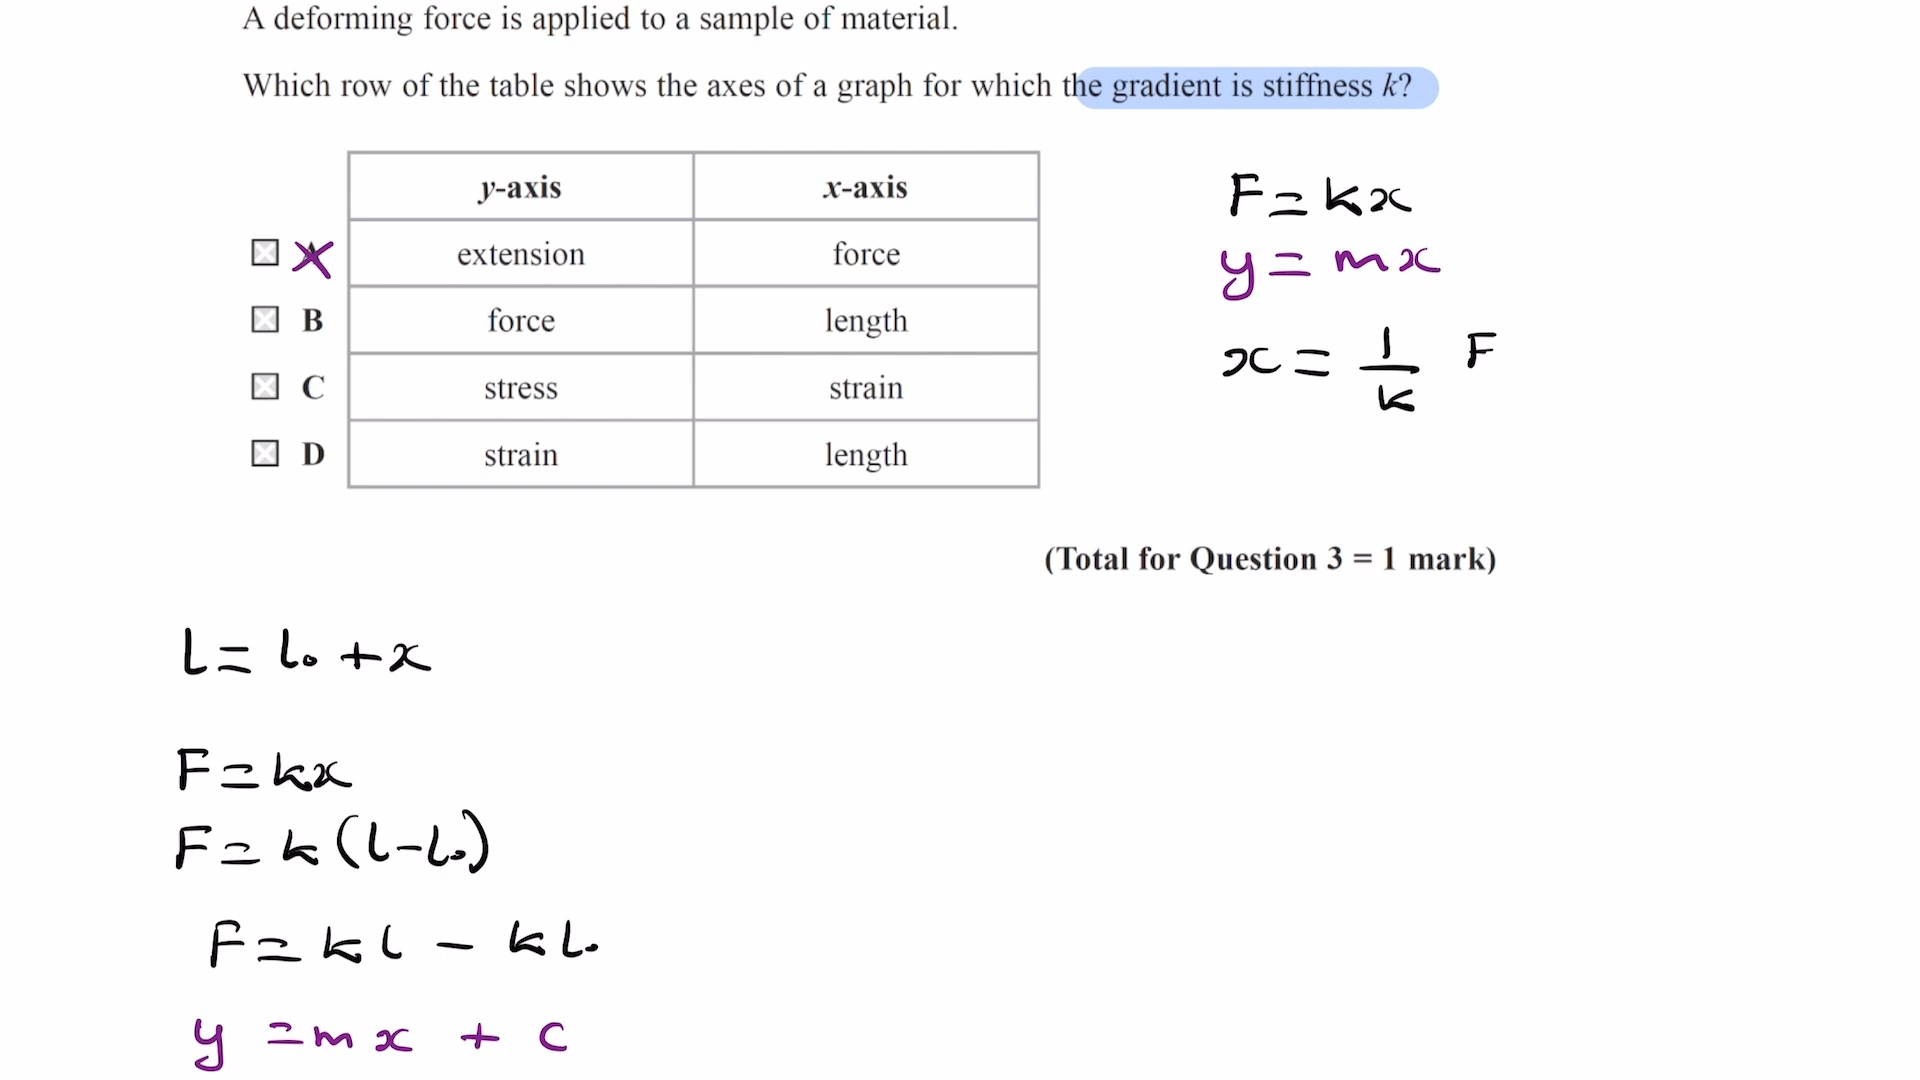 A deforming force is applied to a sample of material.
Which row of the table shows the axes of a graph for which the gradient is stiffness k?
y-axis x-axis
A extension force
B force length
C stress strain
D strain length
F = kx
y = mx
x = 1/k F
(Total for Question 3 = 1 mark)
L = L₀ + x
F = kx
F = k(L-L₀)
F = kL - kL₀
y = mx + c